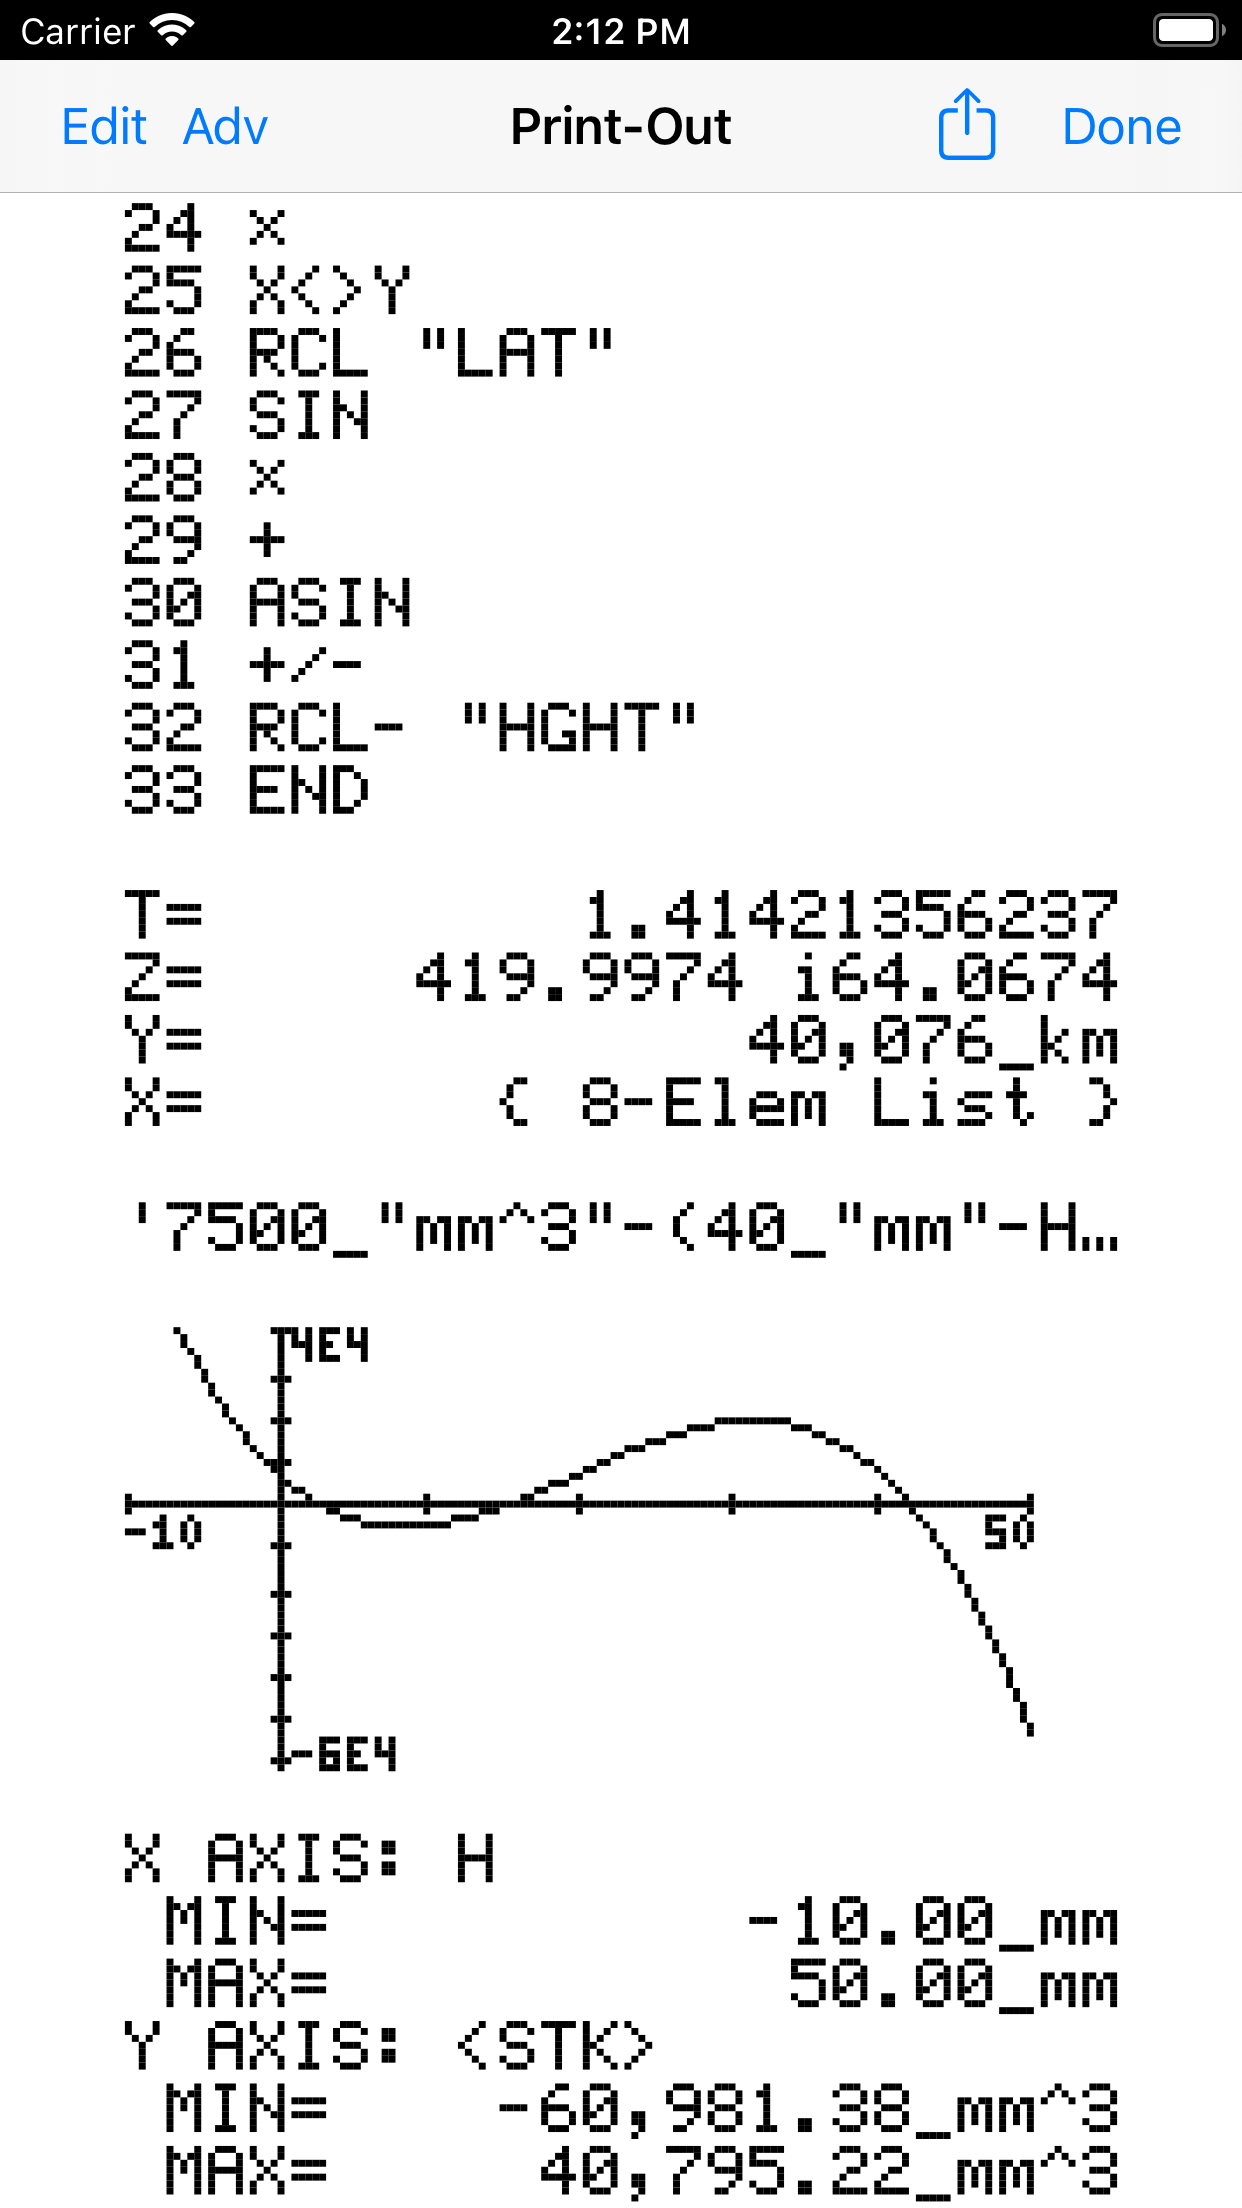 Carrier 2:12 PM
Edit Adv Print-Out Done
24 ×
25 X<>Y
26 RCL "LAT"
27 SIN
28 ×
29 +
30 ASIN
31 +/-
32 RCL- "HGHT"
33 END
T= 1.41421356237
Z= 419.9974 i64.0674
Y= 40,076_km
X= { 8-Elem List }
'7500_"mm^3"-(40_"mm"-H…
4E4
-10 50
-6E4
X AXIS: H
MIN= -10.00_mm
MAX= 50.00_mm
Y AXIS: <STK>
MIN= -60,981.38_mm^3
MAX= 40,795.22_mm^3